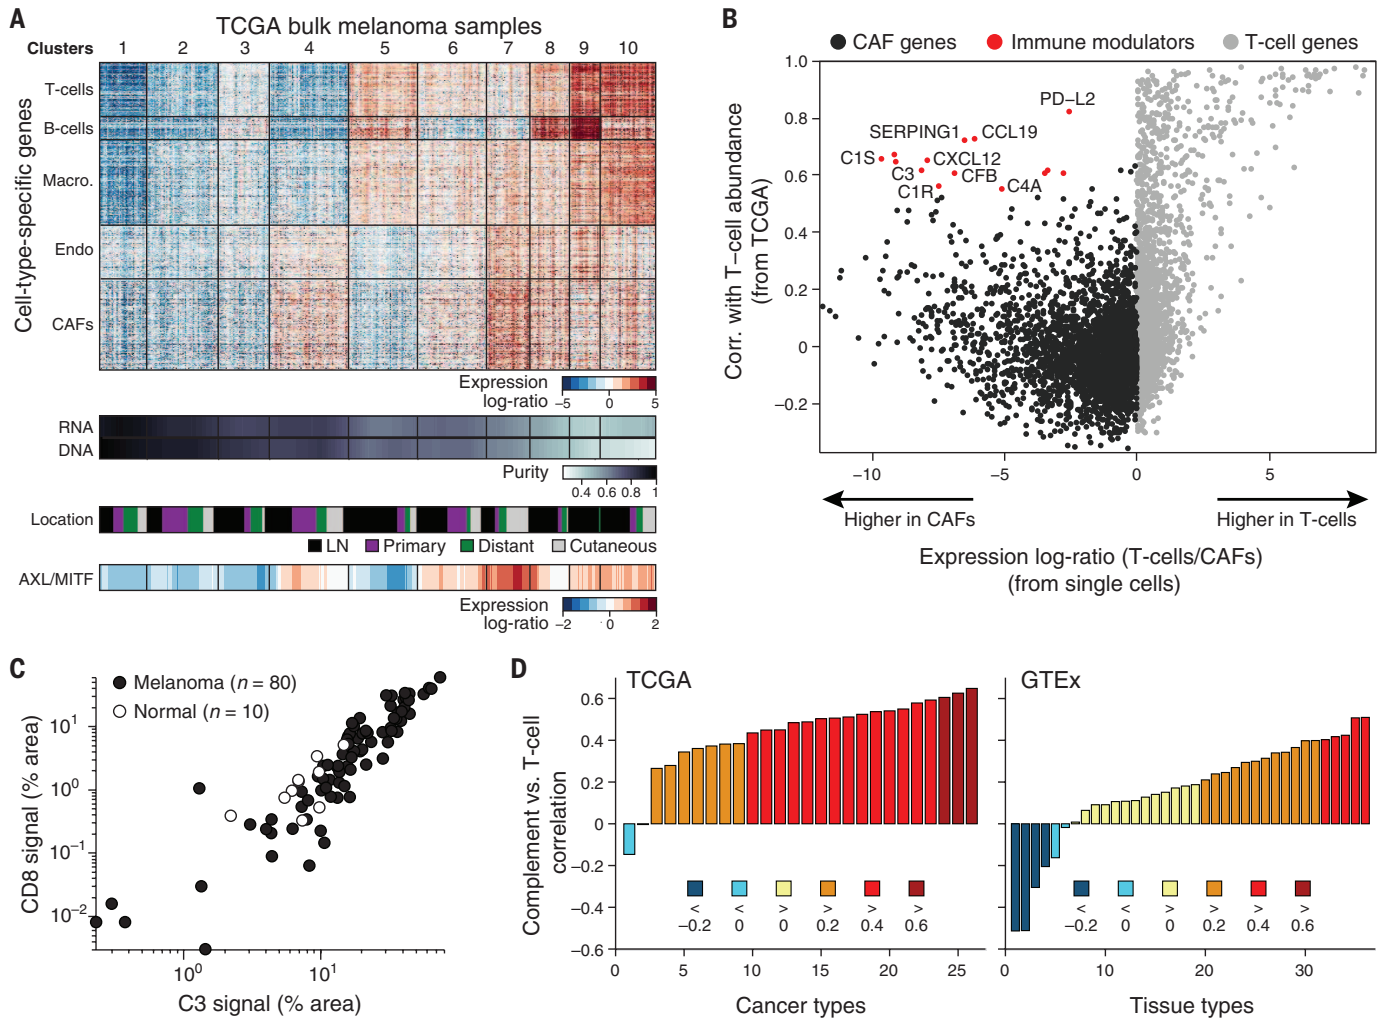 A
TCGA bulk melanoma samples
Clusters 1 2 3 4 5 6 7 8 9 10
Cell-type-specific genes
T-cells
B-cells
Macro.
Endo
CAFs
Expression
log-ratio
−5 0 5
RNA
DNA
Purity
0.4 0.6 0.8 1
Location
LN Primary Distant Cutaneous
AXL/MITF
Expression
log-ratio
−2 0 2
B
CAF genes Immune modulators T-cell genes
Corr. with T−cell abundance
(from TCGA)
1.0
0.8
0.6
0.4
0.2
0
−0.2
PD−L2
SERPING1 CCL19
C1S CXCL12
C3 CFB
C1R C4A
−10 −5 0 5
Higher in CAFs Higher in T-cells
Expression log-ratio (T-cells/CAFs)
(from single cells)
C
Melanoma (n = 80)
Normal (n = 10)
CD8 signal (% area)
10^1
10^0
10^−1
10^−2
10^0 10^1
C3 signal (% area)
D
TCGA
Complement vs. T-cell
correlation
0.6
0.4
0.2
0
−0.2
−0.4
−0.6
< < > > > >
−0.2 0 0 0.2 0.4 0.6
0 5 10 15 20 25
Cancer types
GTEx
< < > > > >
−0.2 0 0 0.2 0.4 0.6
0 10 20 30
Tissue types